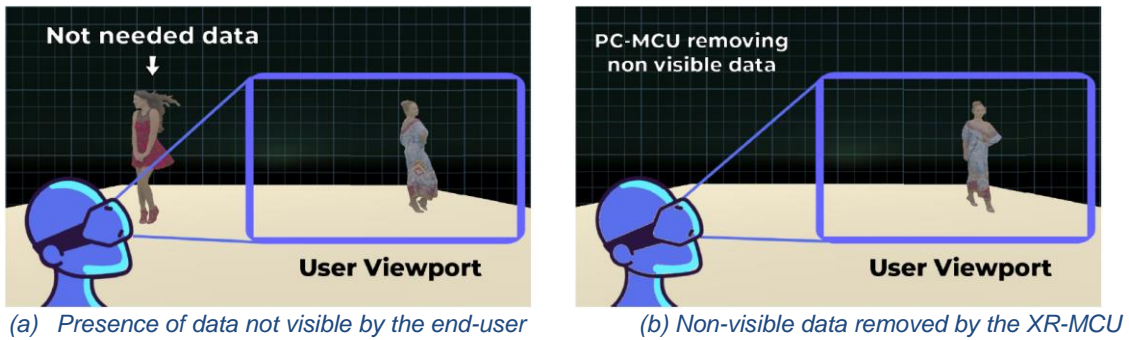 Not needed data
User Viewport
(a) Presence of data not visible by the end-user
PC-MCU removing
non visible data
User Viewport
(b) Non-visible data removed by the XR-MCU